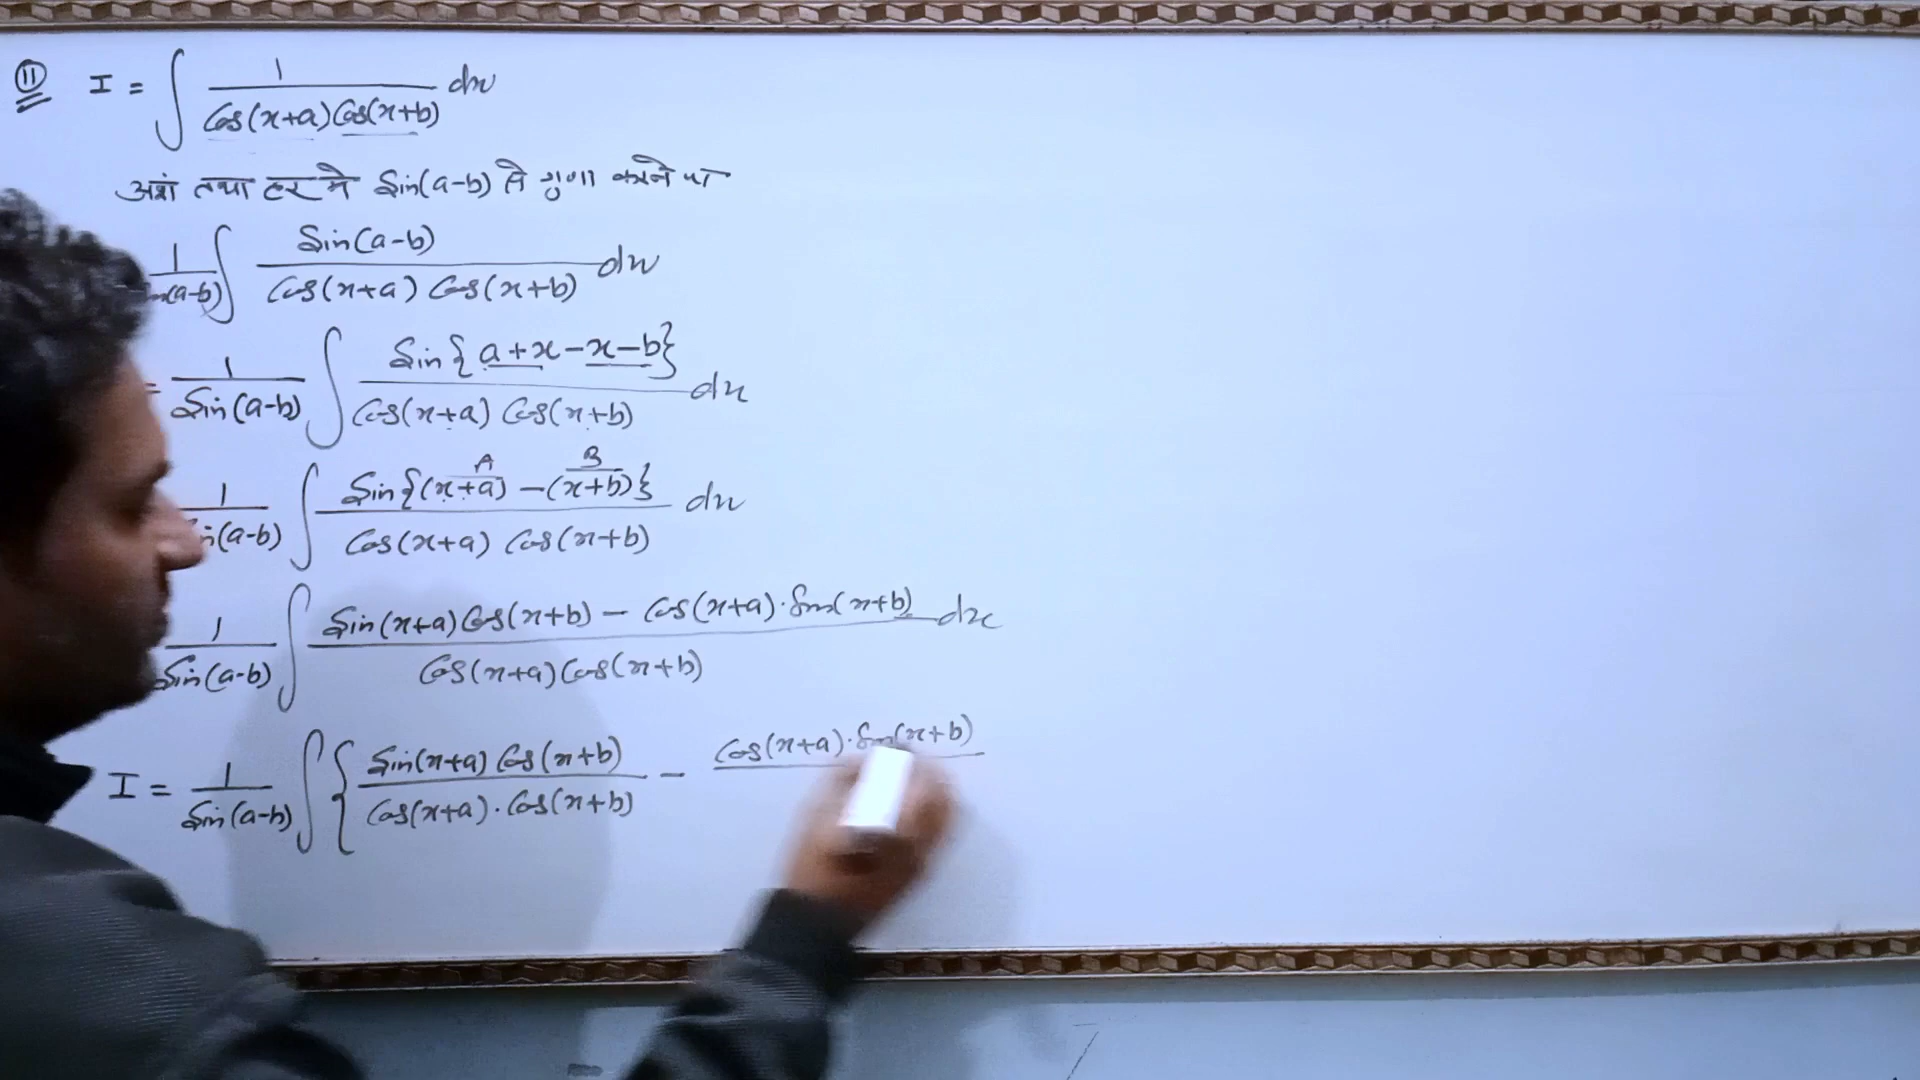 11 I = ∫ 1 / Cos(x+a) Cos(x+b) dx
अशं तथा हर मे Sin(a-b) से गुणा करने पर
1 / (a-b) ∫ Sin(a-b) / Cos(x+a) Cos(x+b) dx
= 1 / Sin(a-b) ∫ Sin{a+x-x-b} / Cos(x+a) Cos(x+b) dx
A B
1 / (a-b) ∫ Sin{(x+a) -(x+b)} / Cos(x+a) Cos(x+b) dx
1 / Sin(a-b) ∫ Sin(x+a) Cos(x+b) - Cos(x+a)·Sin(x+b) / Cos(x+a) Cos(x+b) dx
I = 1 / Sin(a-b) ∫ { Sin(x+a) Cos(x+b) / Cos(x+a)·Cos(x+b) - Cos(x+a)·Sin(x+b)